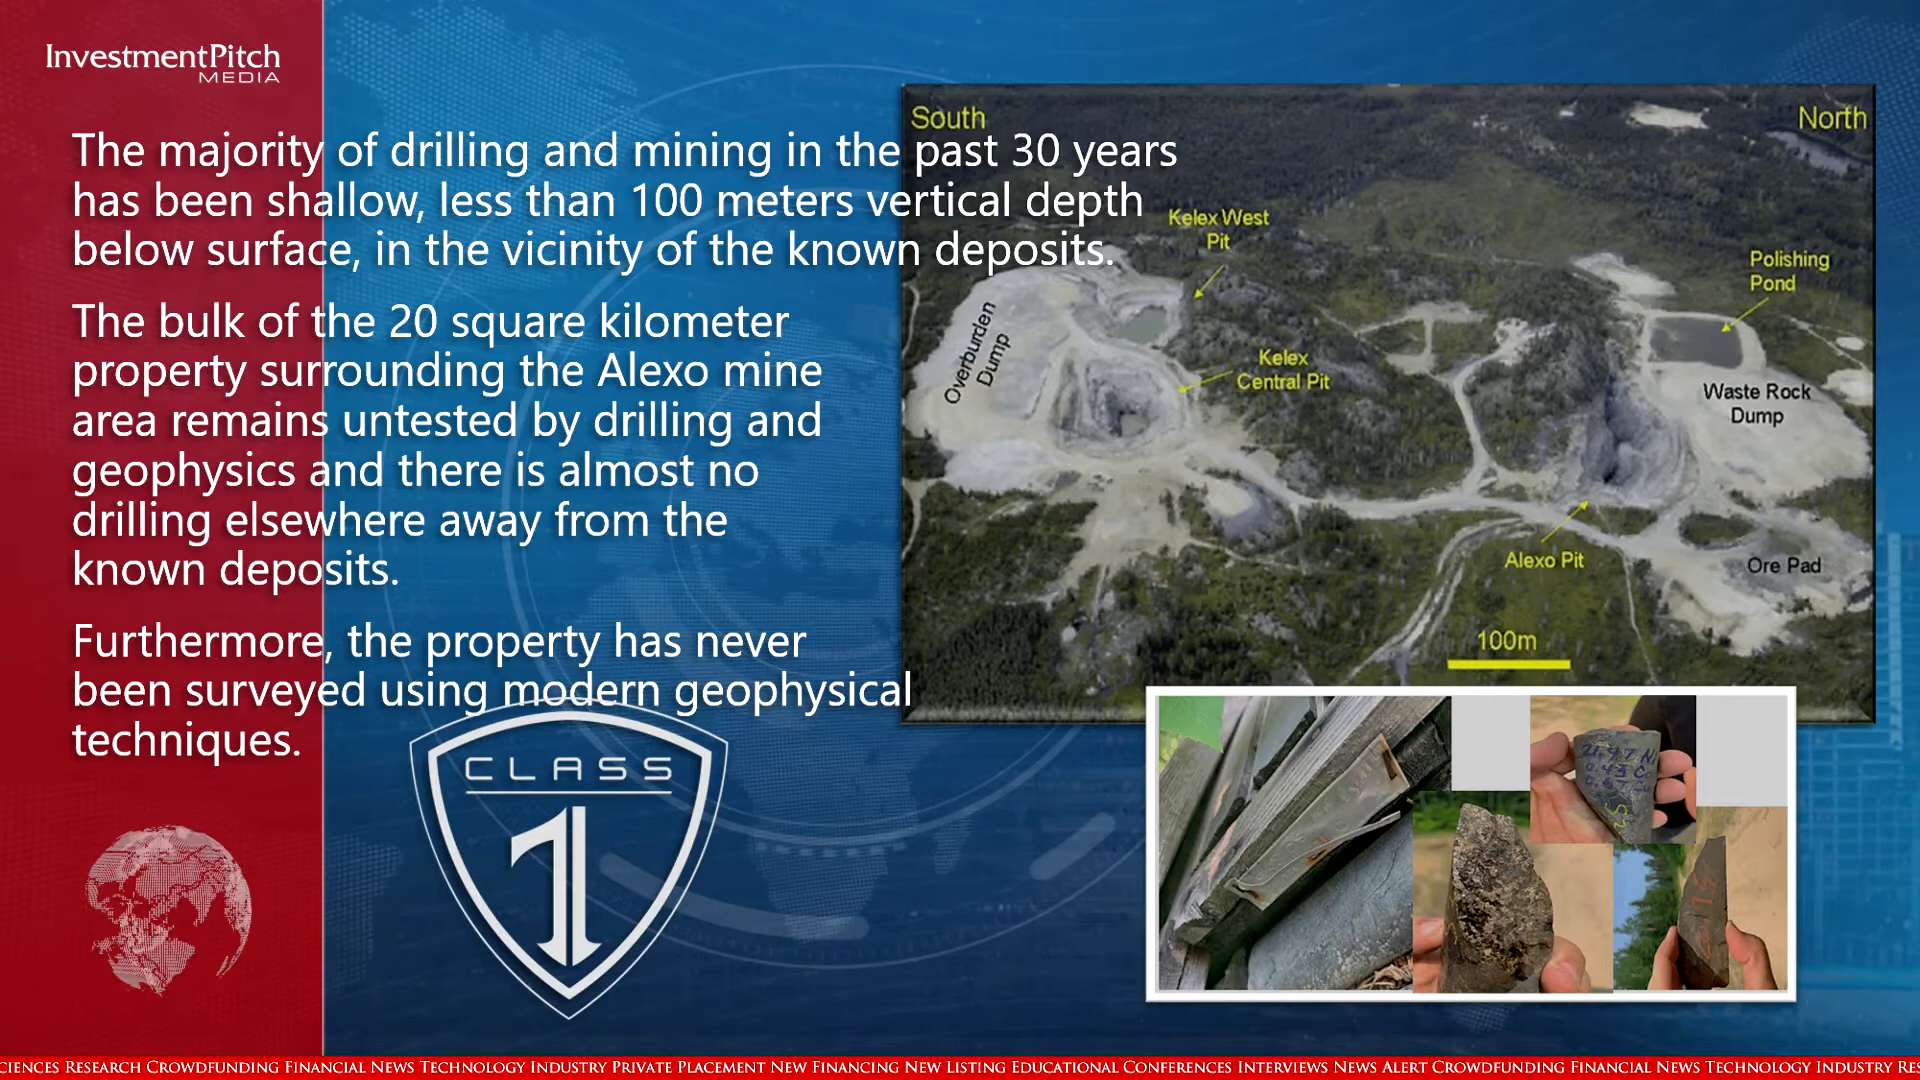 InvestmentPitch
MEDIA
The majority of drilling and mining in the past 30 years
has been shallow, less than 100 meters vertical depth
below surface, in the vicinity of the known deposits.
The bulk of the 20 square kilometer
property surrounding the Alexo mine
area remains untested by drilling and
geophysics and there is almost no
drilling elsewhere away from the
known deposits.
Furthermore, the property has never
been surveyed using modern geophysical
techniques.
South
North
Kelex West
Pit
Polishing
Pond
Overburden
Dump
Kelex
Central Pit
Waste Rock
Dump
Alexo Pit
Ore Pad
100m
CLASS
1
CIENCES RESEARCH CROWDFUNDING FINANCIAL NEWS TECHNOLOGY INDUSTRY PRIVATE PLACEMENT NEW FINANCING NEW LISTING EDUCATIONAL CONFERENCES INTERVIEWS NEWS ALERT CROWDFUNDING FINANCIAL NEWS TECHNOLOGY INDUSTRY RES